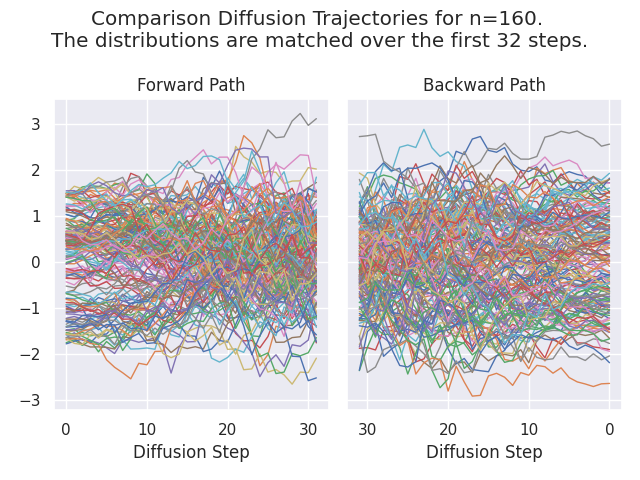 Comparison Diffusion Trajectories for n=160.
The distributions are matched over the first 32 steps.
Forward Path
Backward Path
3
2
1
0
−1
−2
−3
0 10 20 30
30 20 10 0
Diffusion Step
Diffusion Step